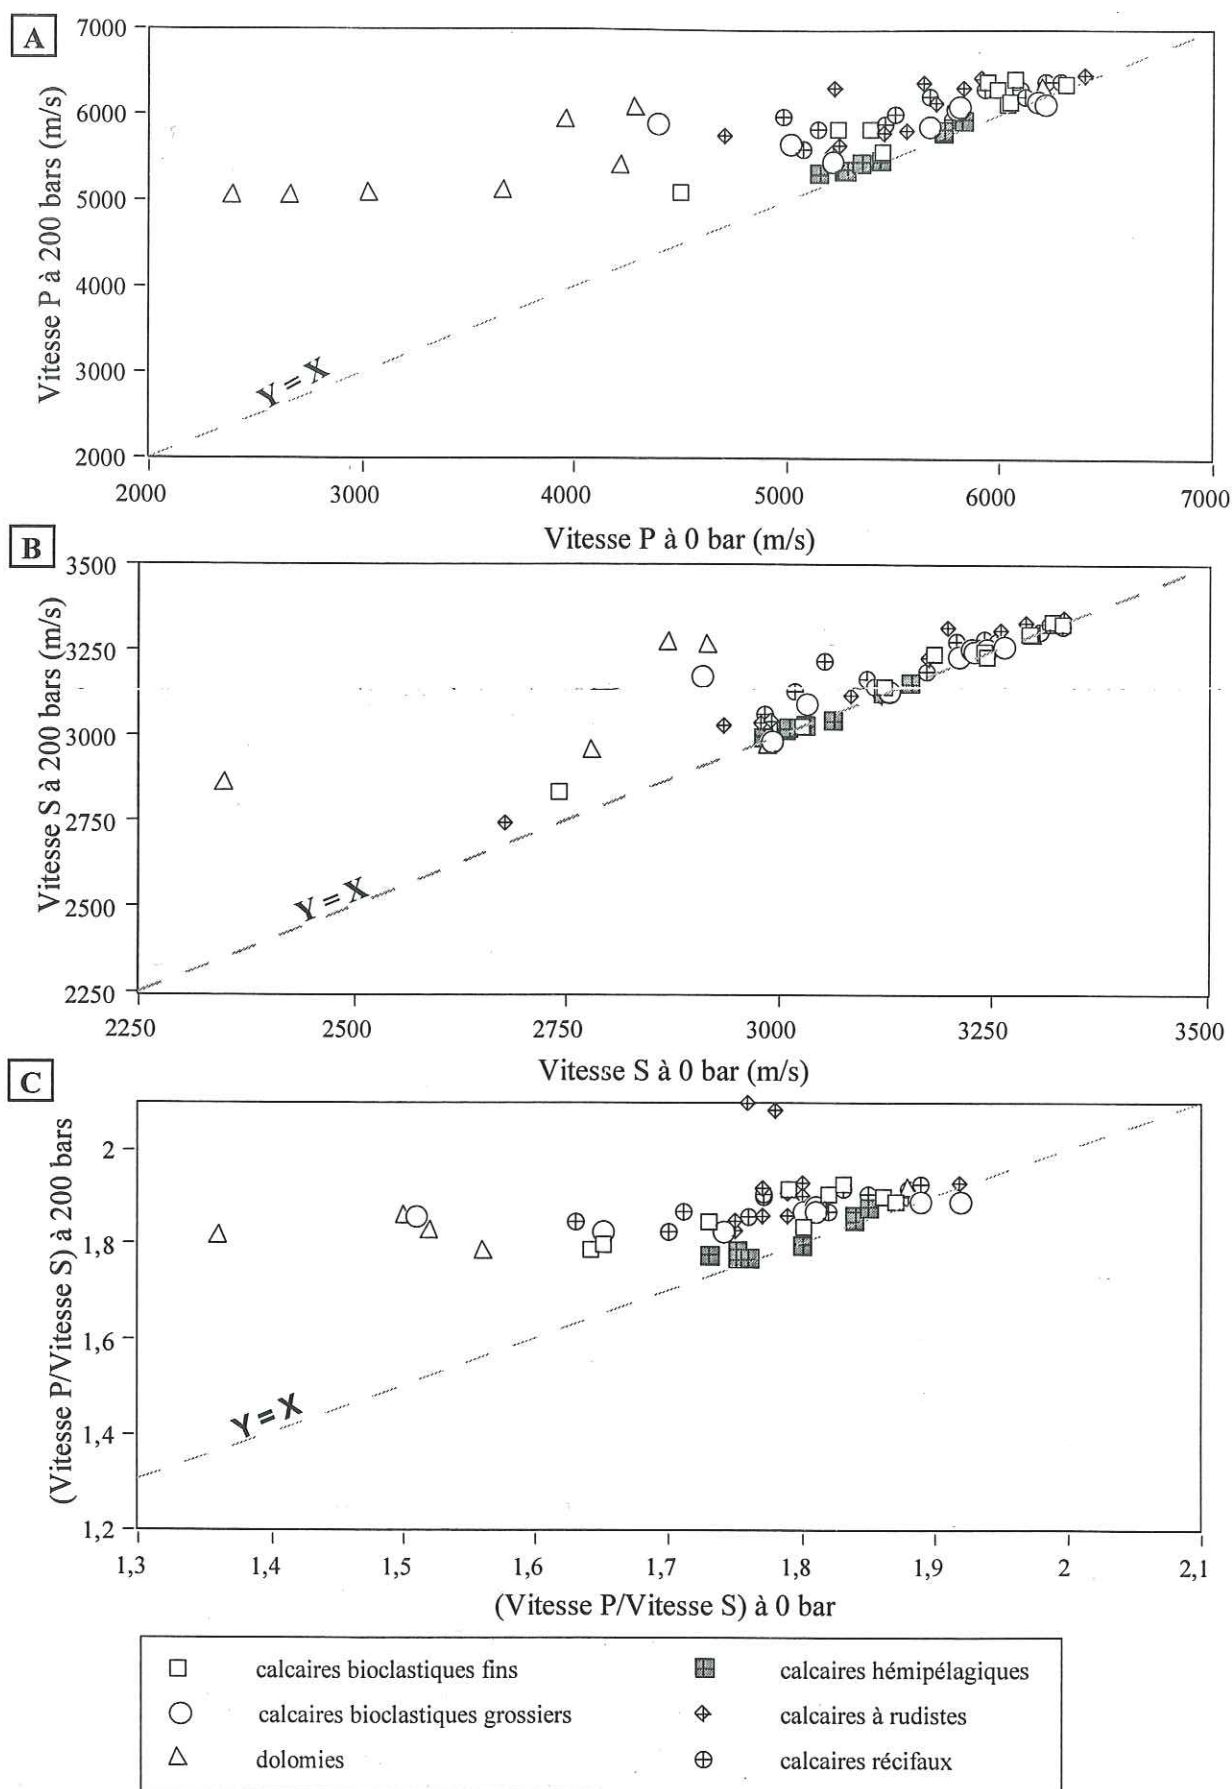 A
7000
6000
5000
4000
3000
2000
Vitesse P à 200 bars (m/s)
Y = X
2000 3000 4000 5000 6000 7000
Vitesse P à 0 bar (m/s)
B
3500
3250
3000
2750
2500
2250
Vitesse S à 200 bars (m/s)
Y = X
2250 2500 2750 3000 3250 3500
Vitesse S à 0 bar (m/s)
C
2
1,8
1,6
1,4
1,2
(Vitesse P/Vitesse S) à 200 bars
Y = X
1,3 1,4 1,5 1,6 1,7 1,8 1,9 2 2,1
(Vitesse P/Vitesse S) à 0 bar
calcaires bioclastiques fins
calcaires hémipélagiques
calcaires bioclastiques grossiers
calcaires à rudistes
dolomies
calcaires récifaux